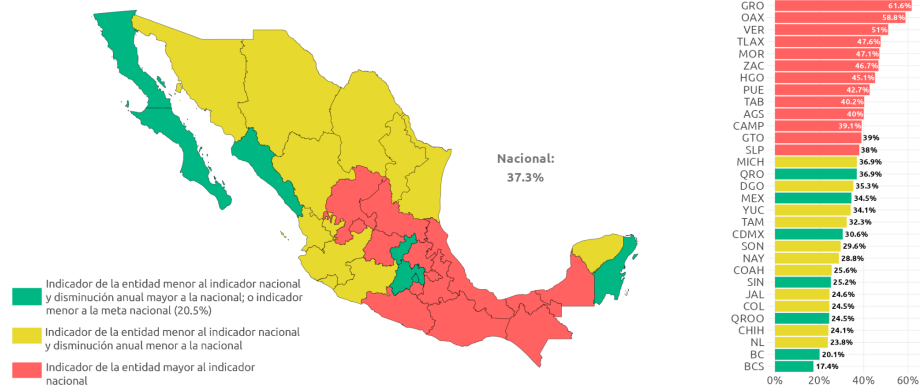 Nacional:
37.3%
Indicador de la entidad menor al indicador nacional
y disminución anual mayor a la nacional; o indicador
menor a la meta nacional (20.5%)
Indicador de la entidad menor al indicador nacional
y disminución anual menor a la nacional
Indicador de la entidad mayor al indicador
nacional
GRO 61.6%
OAX 58.8%
VER 51%
TLAX 47.6%
MOR 47.1%
ZAC 46.7%
HGO 45.1%
PUE 42.7%
TAB 40.2%
AGS 40%
CAMP 39.1%
GTO 39%
SLP 38%
MICH 36.9%
QRO 36.9%
DGO 35.3%
MEX 34.5%
YUC 34.1%
TAM 32.3%
CDMX 30.6%
SON 29.6%
NAY 28.8%
COAH 25.6%
SIN 25.2%
JAL 24.6%
COL 24.5%
QROO 24.5%
CHIH 24.1%
NL 23.8%
BC 20.1%
BCS 17.4%
0% 20% 40% 60%